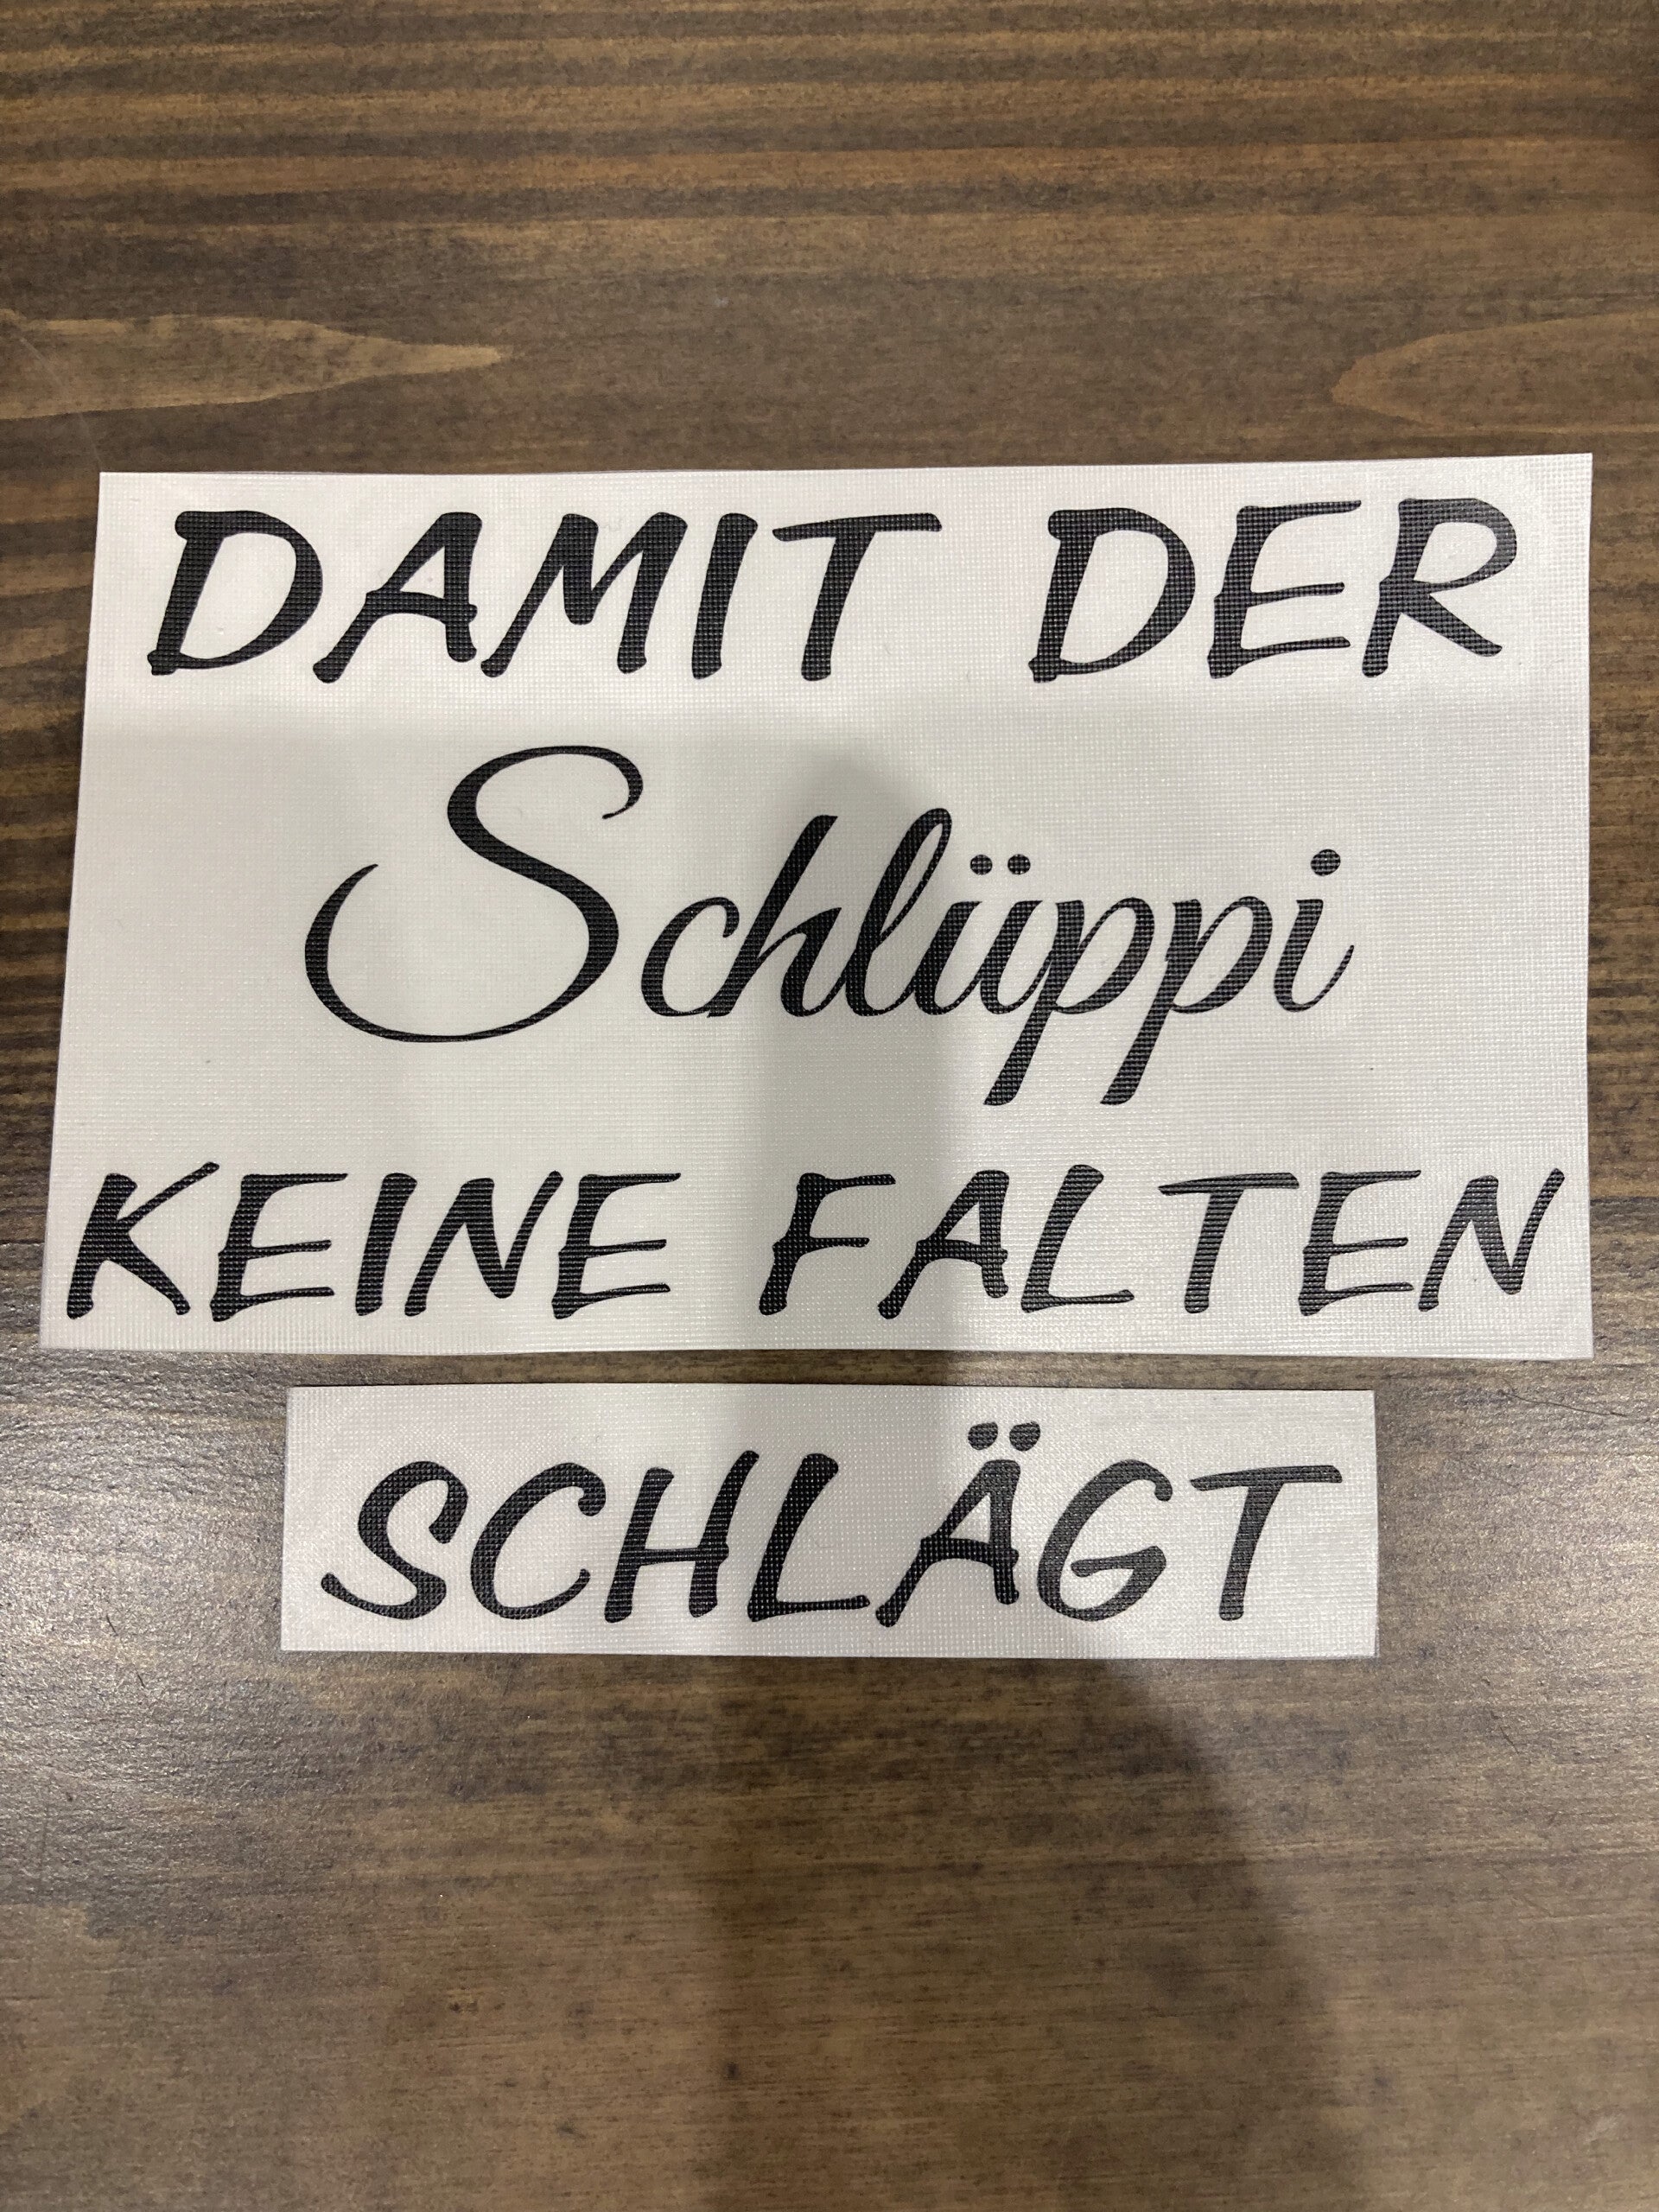 DAMIT DER
Schlüppi
KEINE FALTEN
SCHLÄGT